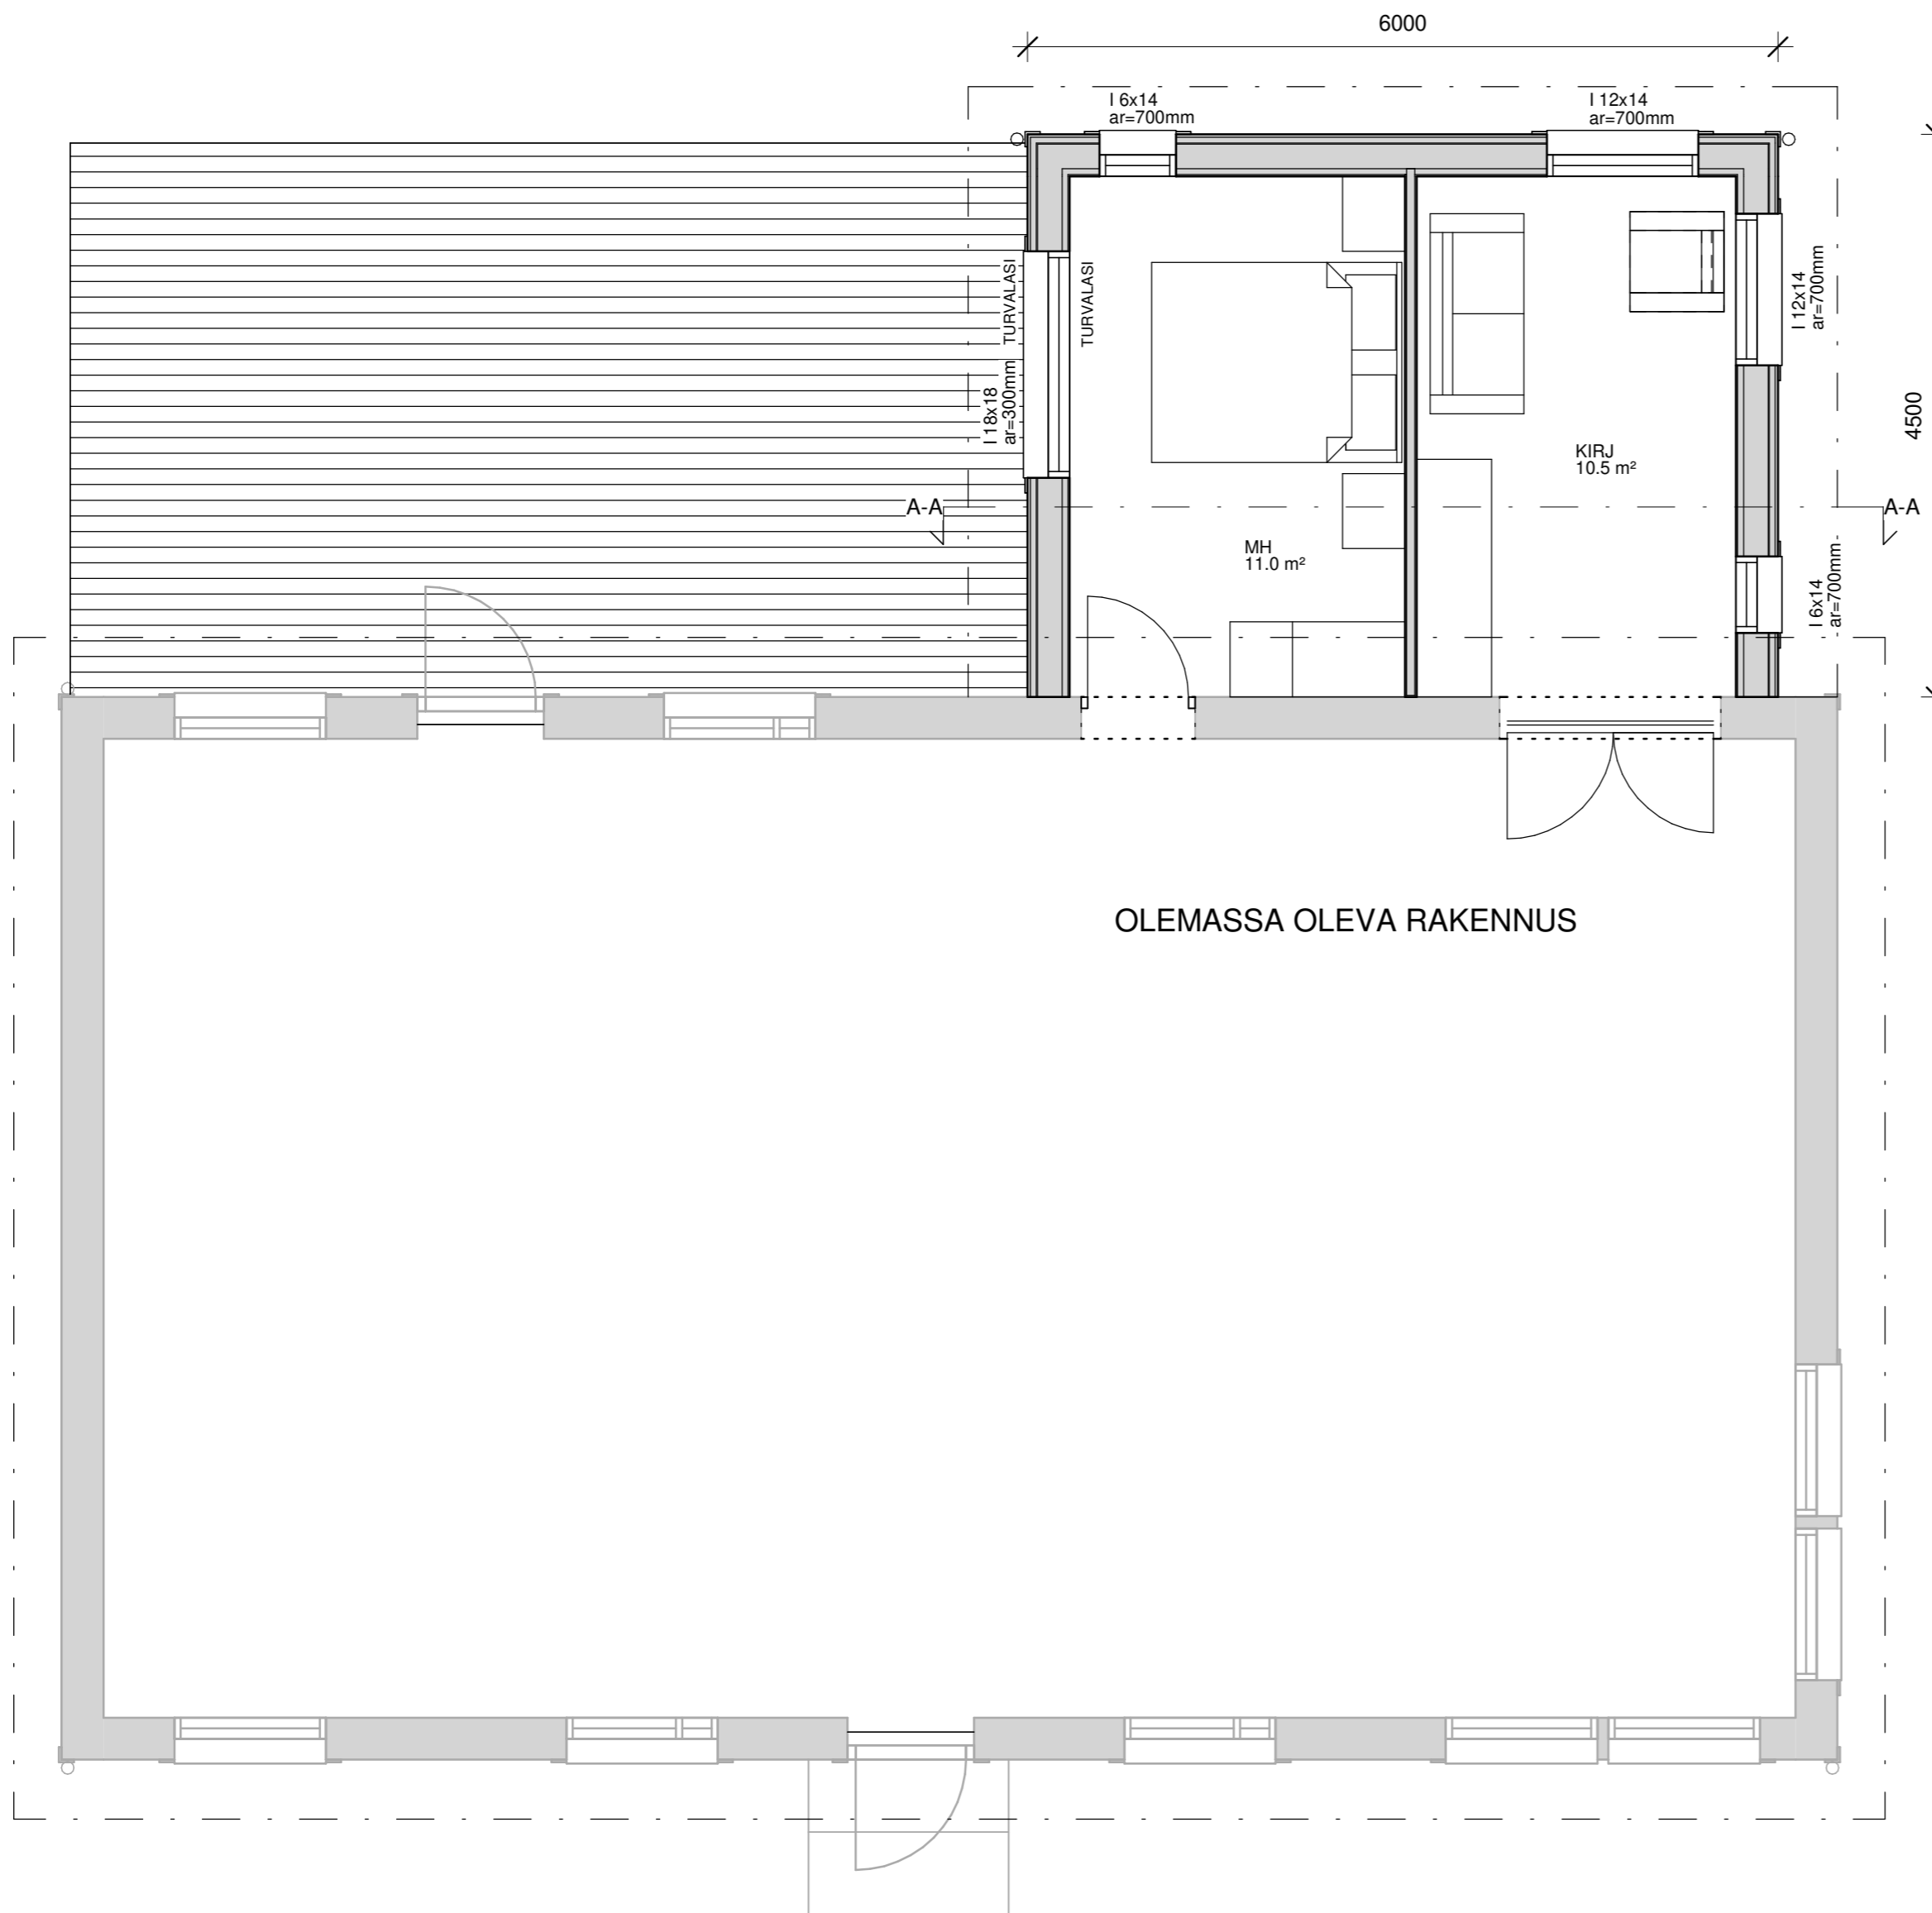 6000
I 6x14
ar=700mm
I 12x14
ar=700mm
TURVALASI
TURVALASI
I 18x18
ar=300mm
I 12x14
ar=700mm
4500
KIRJ
10.5 m²
A-A
A-A
MH
11.0 m²
I 6x14
ar=700mm
OLEMASSA OLEVA RAKENNUS